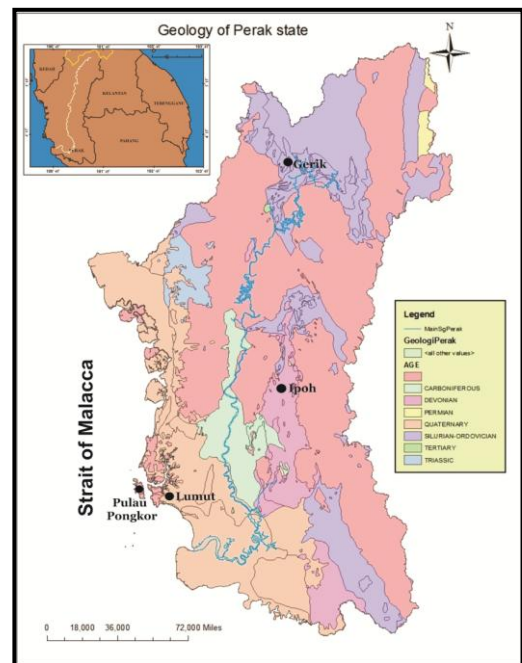 Geology of Perak state
N
KEDAH
KELANTAN
PAHANG
Gerik
Ipoh
Strait of Malacca
Pulau
Pongkor
Lumut
Legend
MainSgPerak
GeologiPerak
<all other values>
AGE
CARBONIFEROUS
DEVONIAN
PERMIAN
QUATERNARY
SILURIAN-ORDOVICIAN
TERTIARY
TRIASSIC
0 18,000 36,000 72,000 Miles